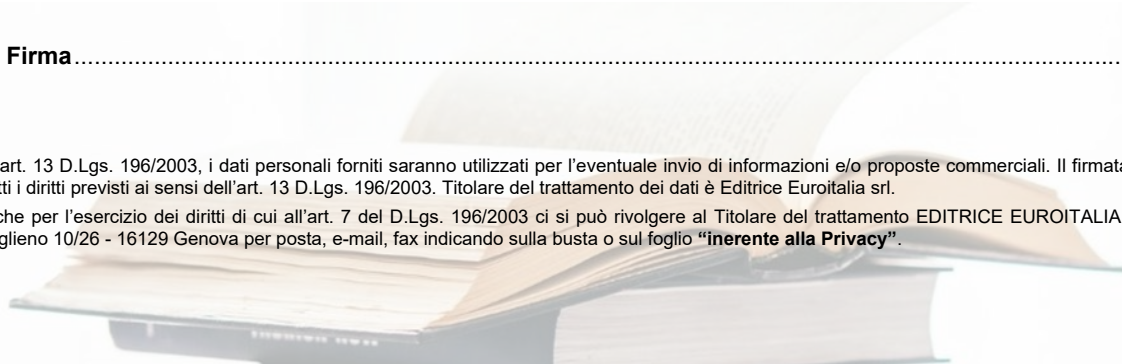 Firma..............................................................................................................................................................
art. 13 D.Lgs. 196/2003, i dati personali forniti saranno utilizzati per l’eventuale invio di informazioni e/o proposte commerciali. Il firmata
tti i diritti previsti ai sensi dell’art. 13 D.Lgs. 196/2003. Titolare del trattamento dei dati è Editrice Euroitalia srl.
che per l’esercizio dei diritti di cui all’art. 7 del D.Lgs. 196/2003 ci si può rivolgere al Titolare del trattamento EDITRICE EUROITALIA
glieno 10/26 - 16129 Genova per posta, e-mail, fax indicando sulla busta o sul foglio “inerente alla Privacy”.